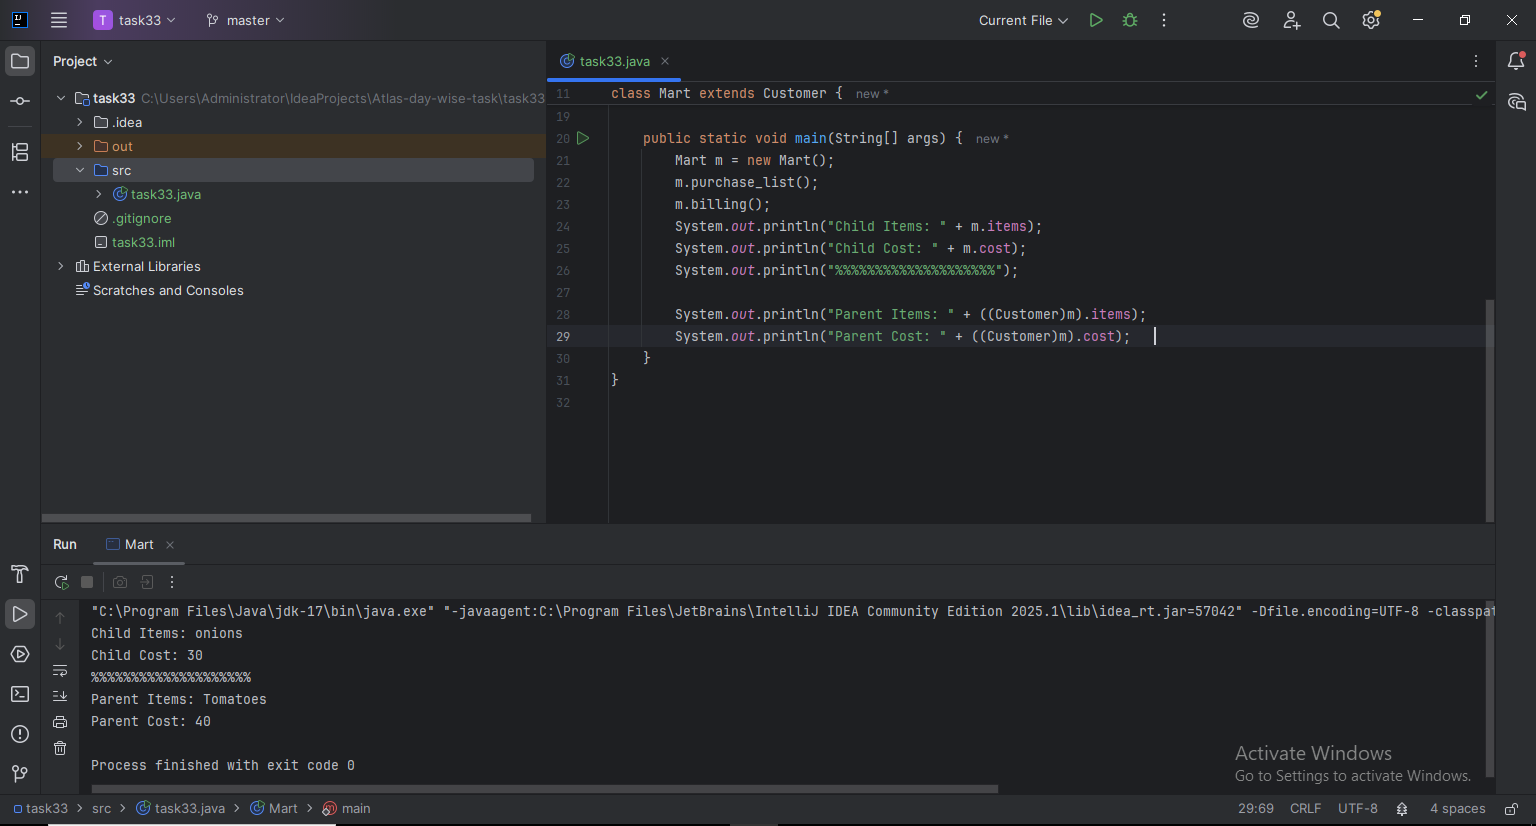 T task33 master Current File
Project
task33.java
task33 C:\Users\Administrator\IdeaProjects\Atlas-day-wise-task\task33
.idea
out
src
task33.java
.gitignore
task33.iml
External Libraries
Scratches and Consoles
11 class Mart extends Customer { new *
19
20 public static void main(String[] args) { new *
21 Mart m = new Mart();
22 m.purchase_list();
23 m.billing();
24 System.out.println("Child Items: " + m.items);
25 System.out.println("Child Cost: " + m.cost);
26 System.out.println("%%%%%%%%%%%%%%%%%%%%");
27
28 System.out.println("Parent Items: " + ((Customer)m).items);
29 System.out.println("Parent Cost: " + ((Customer)m).cost);
30 }
31 }
32
Run Mart
"C:\Program Files\Java\jdk-17\bin\java.exe" "-javaagent:C:\Program Files\JetBrains\IntelliJ IDEA Community Edition 2025.1\lib\idea_rt.jar=57042" -Dfile.encoding=UTF-8 -classpat
Child Items: onions
Child Cost: 30
%%%%%%%%%%%%%%%%%%%%
Parent Items: Tomatoes
Parent Cost: 40
Process finished with exit code 0
Activate Windows
Go to Settings to activate Windows.
task33 > src > task33.java > Mart > main 29:69 CRLF UTF-8 4 spaces